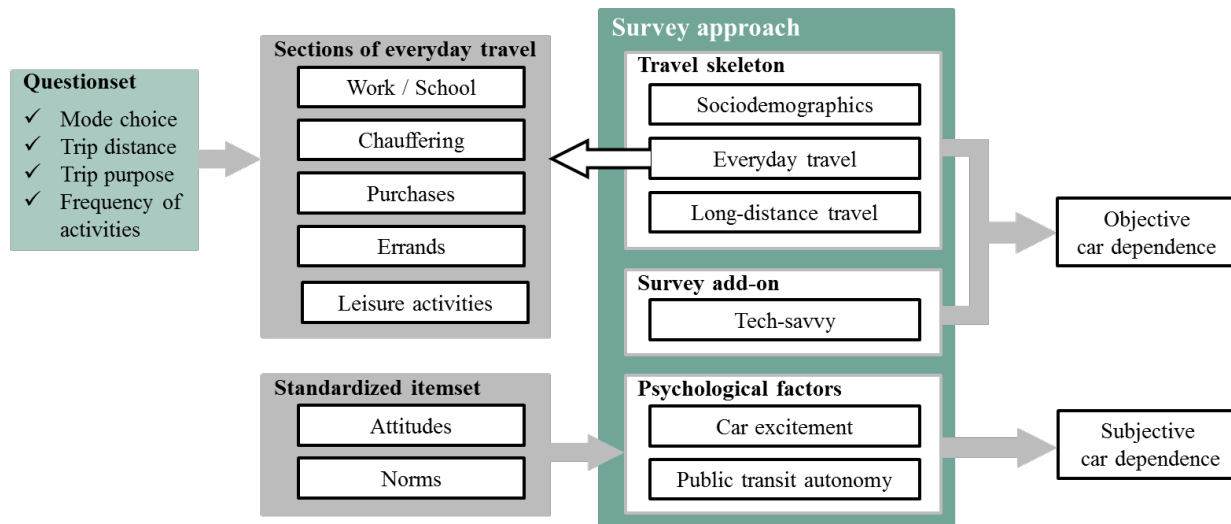 Questionset
✓ Mode choice
✓ Trip distance
✓ Trip purpose
✓ Frequency of
activities
Sections of everyday travel
Work / School
Chauffering
Purchases
Errands
Leisure activities
Standardized itemset
Attitudes
Norms
Survey approach
Travel skeleton
Sociodemographics
Everyday travel
Long-distance travel
Survey add-on
Tech-savvy
Psychological factors
Car excitement
Public transit autonomy
Objective
car dependence
Subjective
car dependence